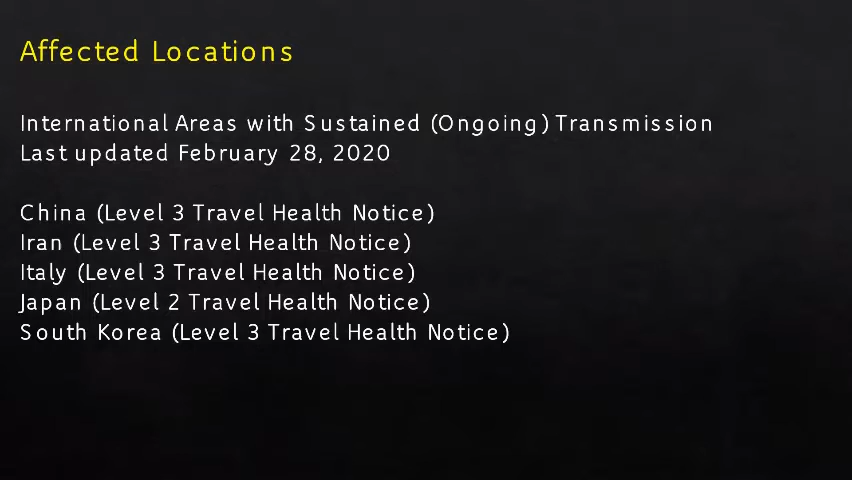 Affected Locations
International Areas with Sustained (Ongoing) Transmission
Last updated February 28, 2020
China (Level 3 Travel Health Notice)
Iran (Level 3 Travel Health Notice)
Italy (Level 3 Travel Health Notice)
Japan (Level 2 Travel Health Notice)
South Korea (Level 3 Travel Health Notice)